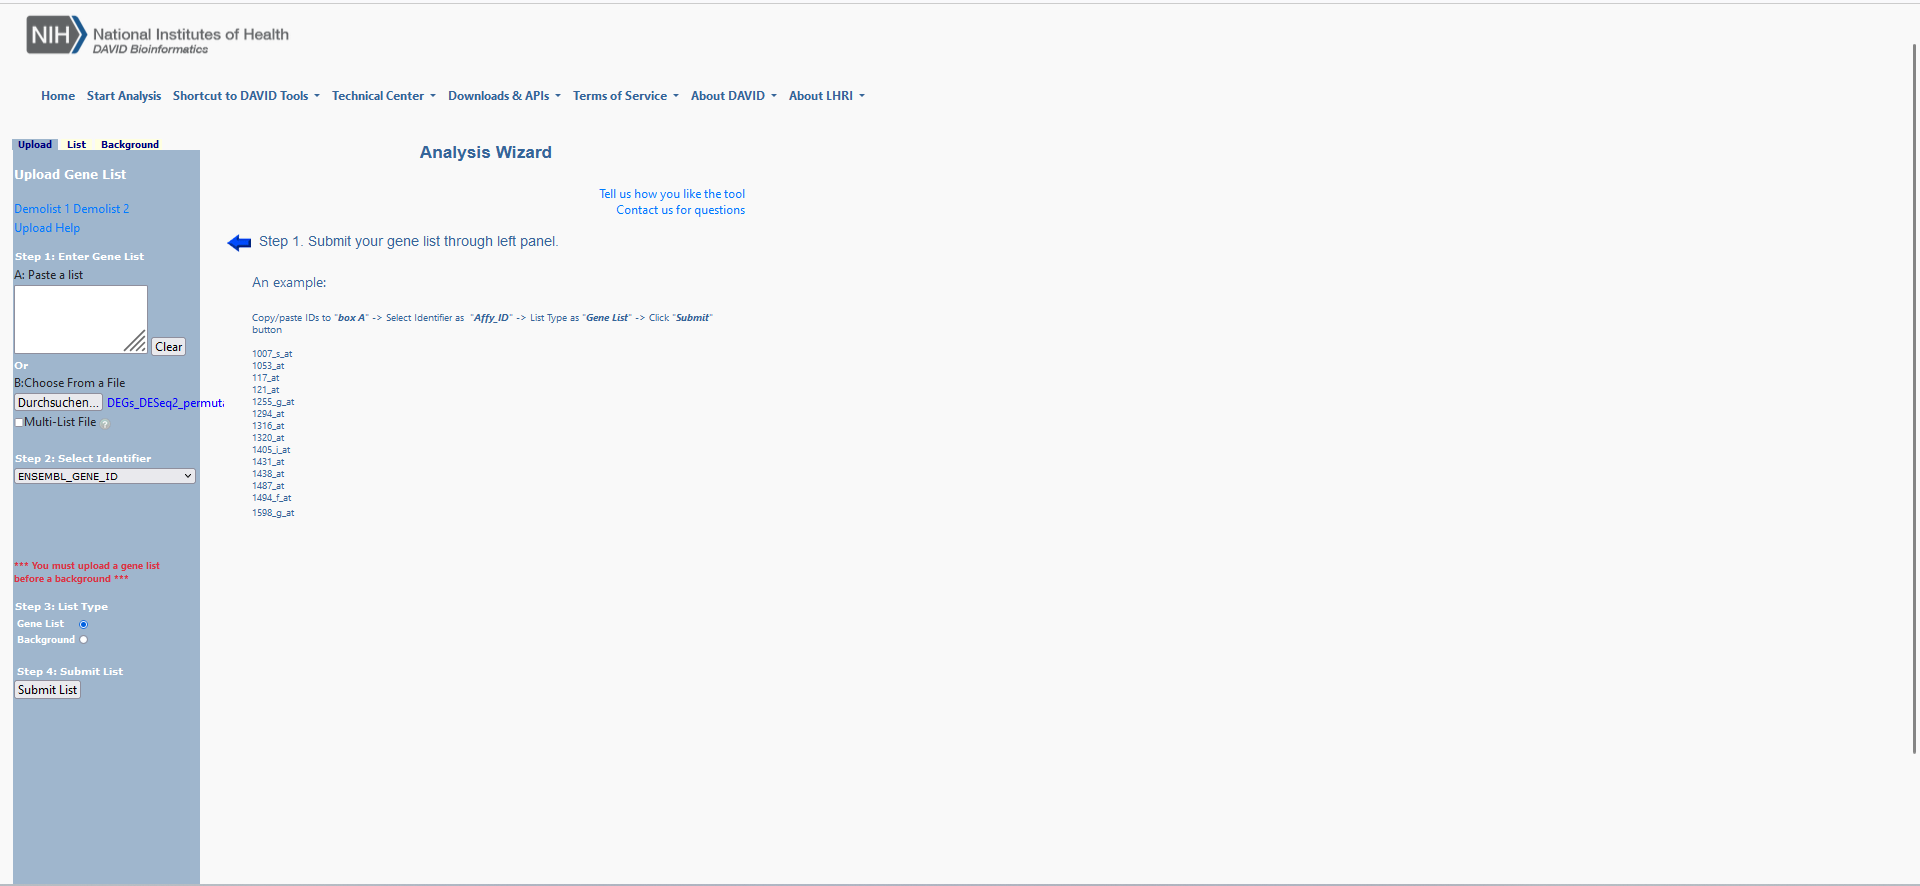 NIH National Institutes of Health
DAVID Bioinformatics
Home Start Analysis Shortcut to DAVID Tools Technical Center Downloads & APIs Terms of Service About DAVID About LHRI
Upload List Background
Upload Gene List
Demolist 1 Demolist 2
Upload Help
Step 1: Enter Gene List
A: Paste a list
Clear
Or
B:Choose From a File
Durchsuchen... DEGs_DESeq2_permut
Multi-List File ?
Step 2: Select Identifier
ENSEMBL_GENE_ID
*** You must upload a gene list
before a background ***
Step 3: List Type
Gene List
Background
Step 4: Submit List
Submit List
Analysis Wizard
Tell us how you like the tool
Contact us for questions
Step 1. Submit your gene list through left panel.
An example:
Copy/paste IDs to "box A" -> Select Identifier as "Affy_ID" -> List Type as "Gene List" -> Click "Submit"
button
1007_s_at
1053_at
117_at
121_at
1255_g_at
1294_at
1316_at
1320_at
1405_i_at
1431_at
1438_at
1487_at
1494_f_at
1598_g_at